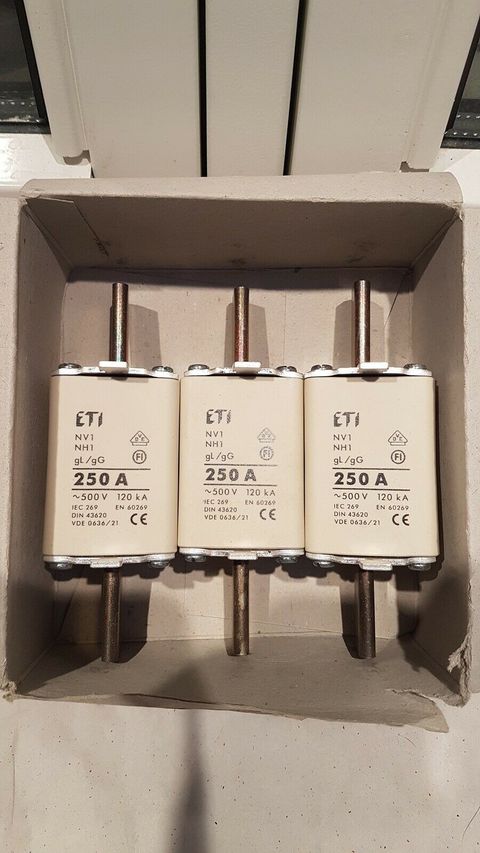 ETI
NV1
NH1
gL/gG
FI
250 A
~500 V 120 kA
IEC 269 EN 60269
DIN 43620
VDE 0636/21 CE
ETI
NV1
NH1
gL/gG
FI
250 A
~500 V 120 kA
IEC 269 EN 60269
DIN 43620
VDE 0636/21 CE
ETI
NV1
NH1
gL/gG
FI
250 A
~500 V 120 kA
IEC 269 EN 60269
DIN 43620
VDE 0636/21 CE